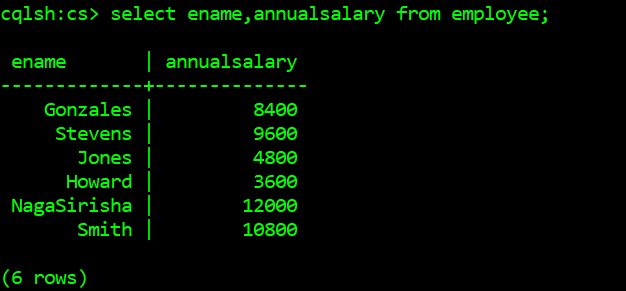 cqlsh:cs> select ename,annualsalary from employee;
ename | annualsalary
-------------+--------------
Gonzales | 8400
Stevens | 9600
Jones | 4800
Howard | 3600
NagaSirisha | 12000
Smith | 10800
(6 rows)